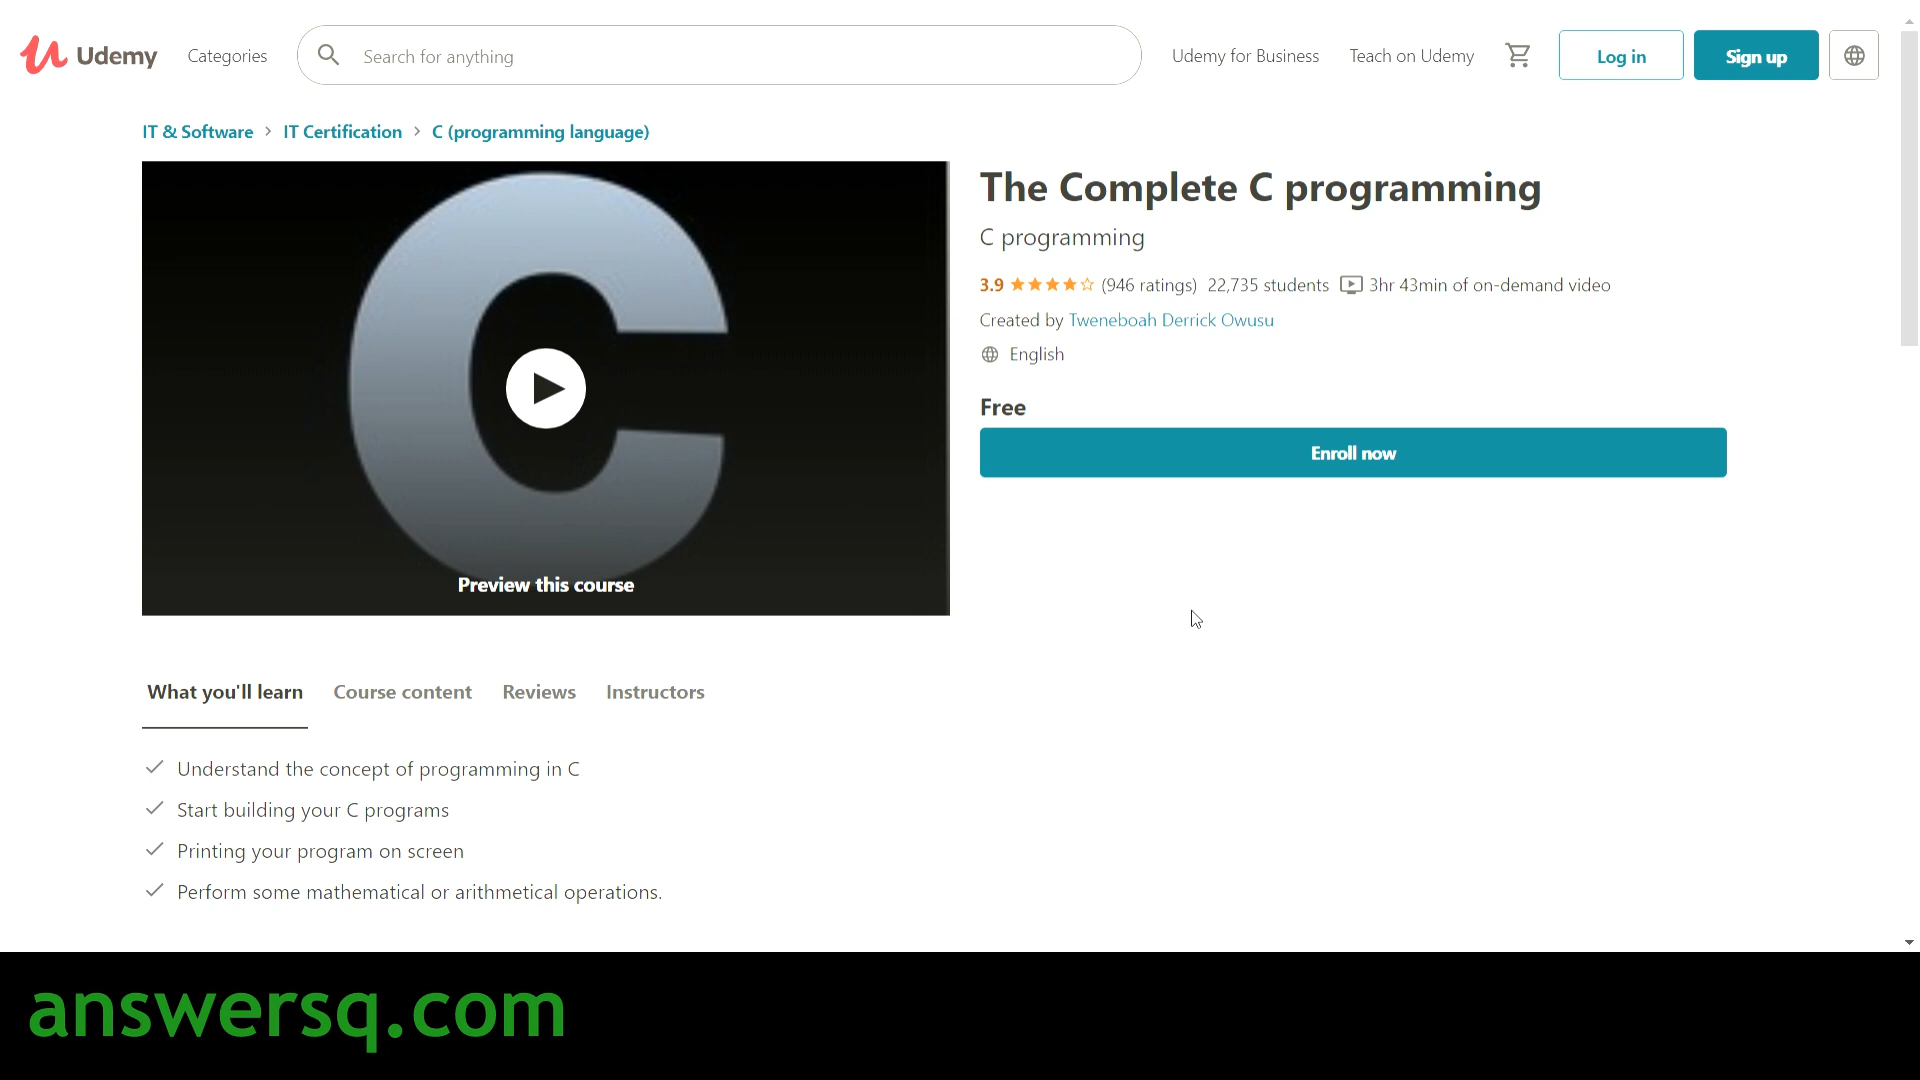 Udemy Categories Search for anything Udemy for Business Teach on Udemy Log in Sign up
IT & Software > IT Certification > C (programming language)
C
Preview this course
The Complete C programming
C programming
3.9 (946 ratings) 22,735 students 3hr 43min of on-demand video
Created by Tweneboah Derrick Owusu
English
Free
Enroll now
What you'll learn Course content Reviews Instructors
Understand the concept of programming in C
Start building your C programs
Printing your program on screen
Perform some mathematical or arithmetical operations.
answersq.com